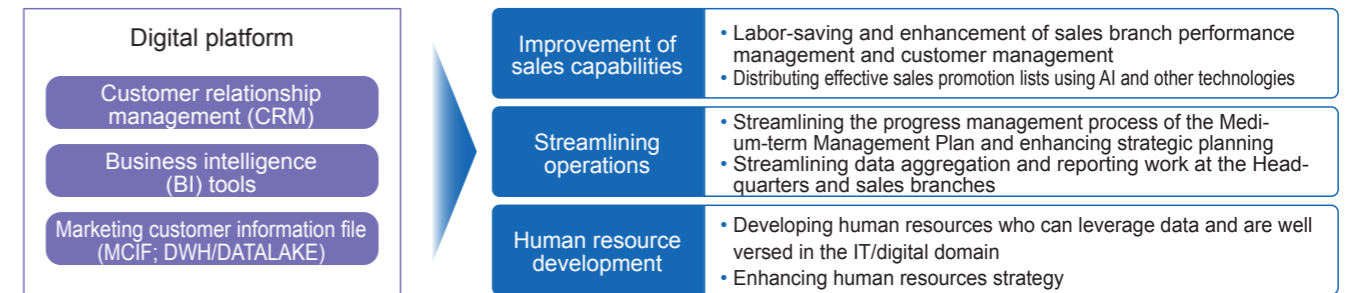 Digital platform
Customer relationship
management (CRM)
Business intelligence
(BI) tools
Marketing customer information file
(MCIF; DWH/DATALAKE)
Improvement of
sales capabilities
• Labor-saving and enhancement of sales branch performance
management and customer management
• Distributing effective sales promotion lists using AI and other technologies
Streamlining
operations
• Streamlining the progress management process of the Medi-
um-term Management Plan and enhancing strategic planning
• Streamlining data aggregation and reporting work at the Head-
quarters and sales branches
Human resource
development
• Developing human resources who can leverage data and are well
versed in the IT/digital domain
• Enhancing human resources strategy